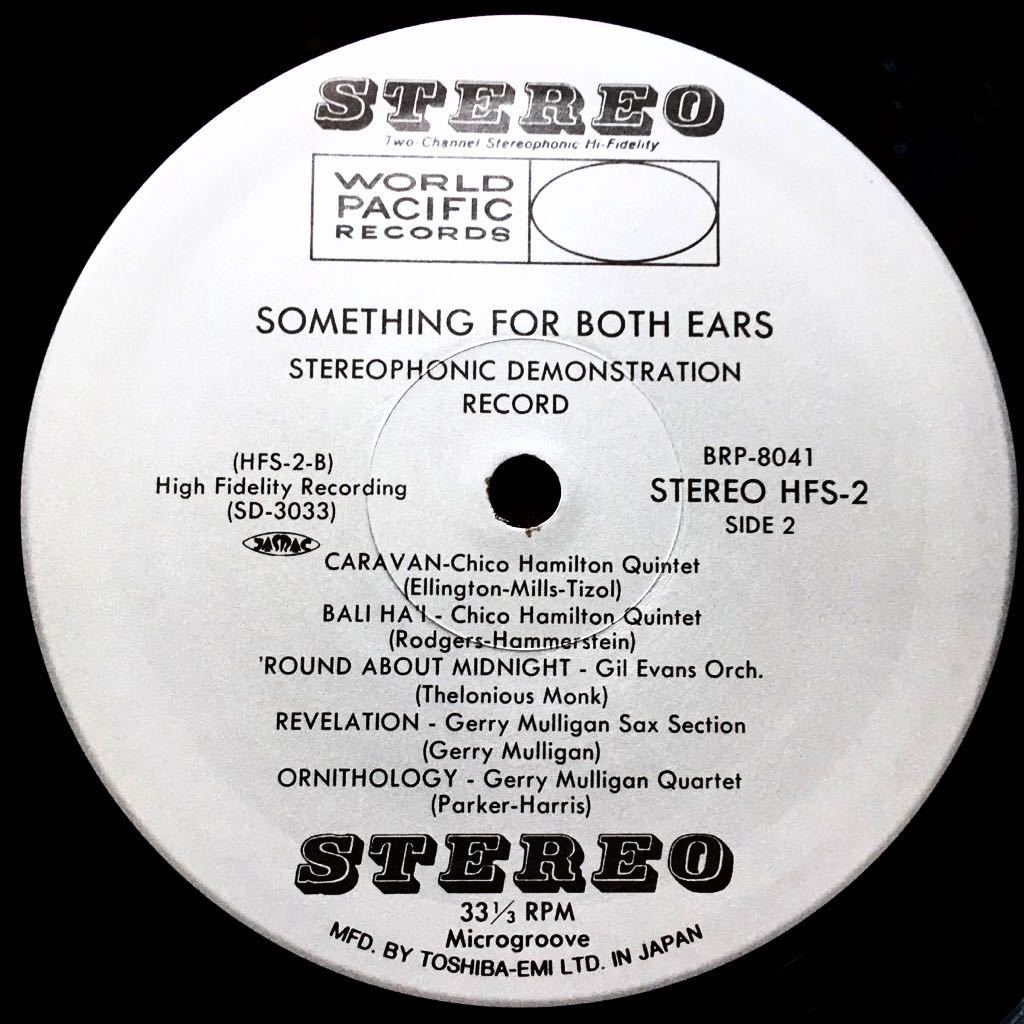 STEREO
Two-Channel Stereophonic Hi-Fidelity
WORLD
PACIFIC
RECORDS
SOMETHING FOR BOTH EARS
STEREOPHONIC DEMONSTRATION
RECORD
(HFS-2-B)
High Fidelity Recording
(SD-3033)
JASRAC
BRP-8041
STEREO HFS-2
SIDE 2
CARAVAN-Chico Hamilton Quintet
(Ellington-Mills-Tizol)
BALI HA'I - Chico Hamilton Quintet
(Rodgers-Hammerstein)
'ROUND ABOUT MIDNIGHT - Gil Evans Orch.
(Thelonious Monk)
REVELATION - Gerry Mulligan Sax Section
(Gerry Mulligan)
ORNITHOLOGY - Gerry Mulligan Quartet
(Parker-Harris)
STEREO
33⅓ RPM
Microgroove
MFD. BY TOSHIBA-EMI LTD. IN JAPAN